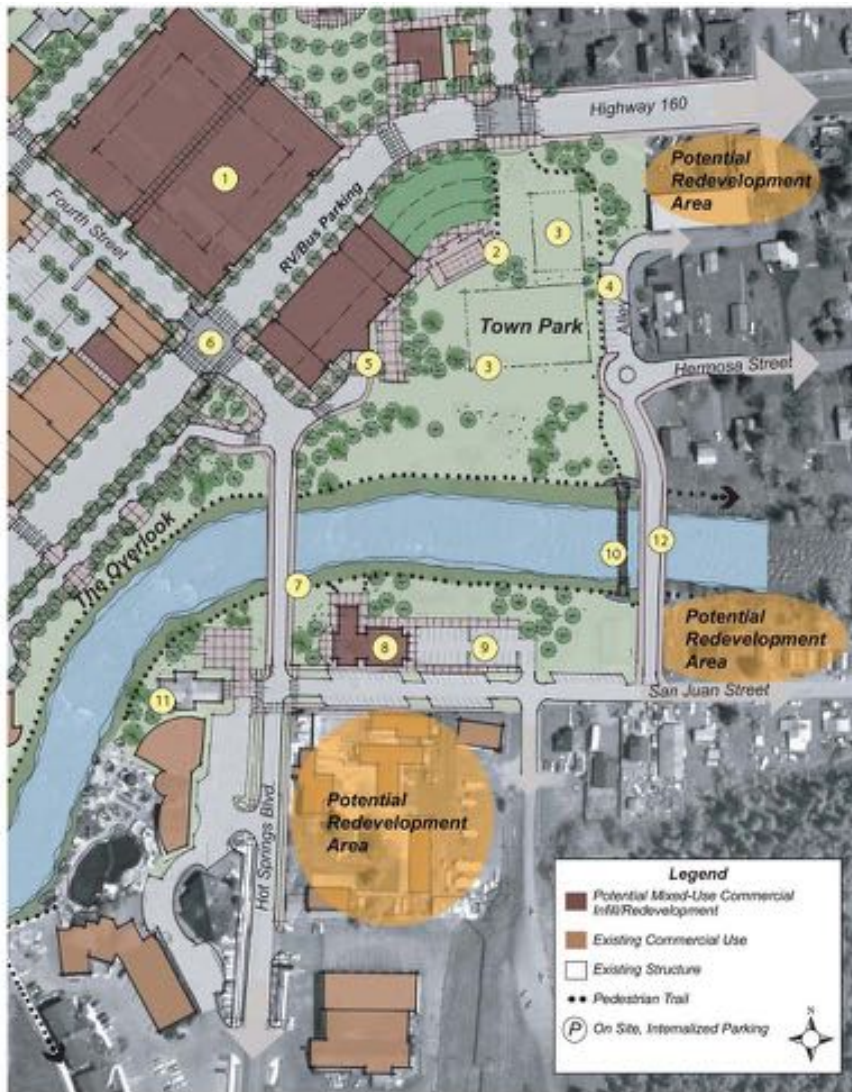 Highway 160
Potential
Redevelopment
Area
1
Fourth Street
RV/Bus Parking
2
3
4
Alley
Town Park
6
5
3
Hermosa Street
The Overlook
10
12
7
8
9
Potential
Redevelopment
Area
11
San Juan Street
Potential
Redevelopment
Area
Hot Springs Blvd.
Legend
Potential Mixed-Use Commercial
Infill/Redevelopment
Existing Commercial Use
Existing Structure
Pedestrian Trail
P On Site, Internalized Parking
N